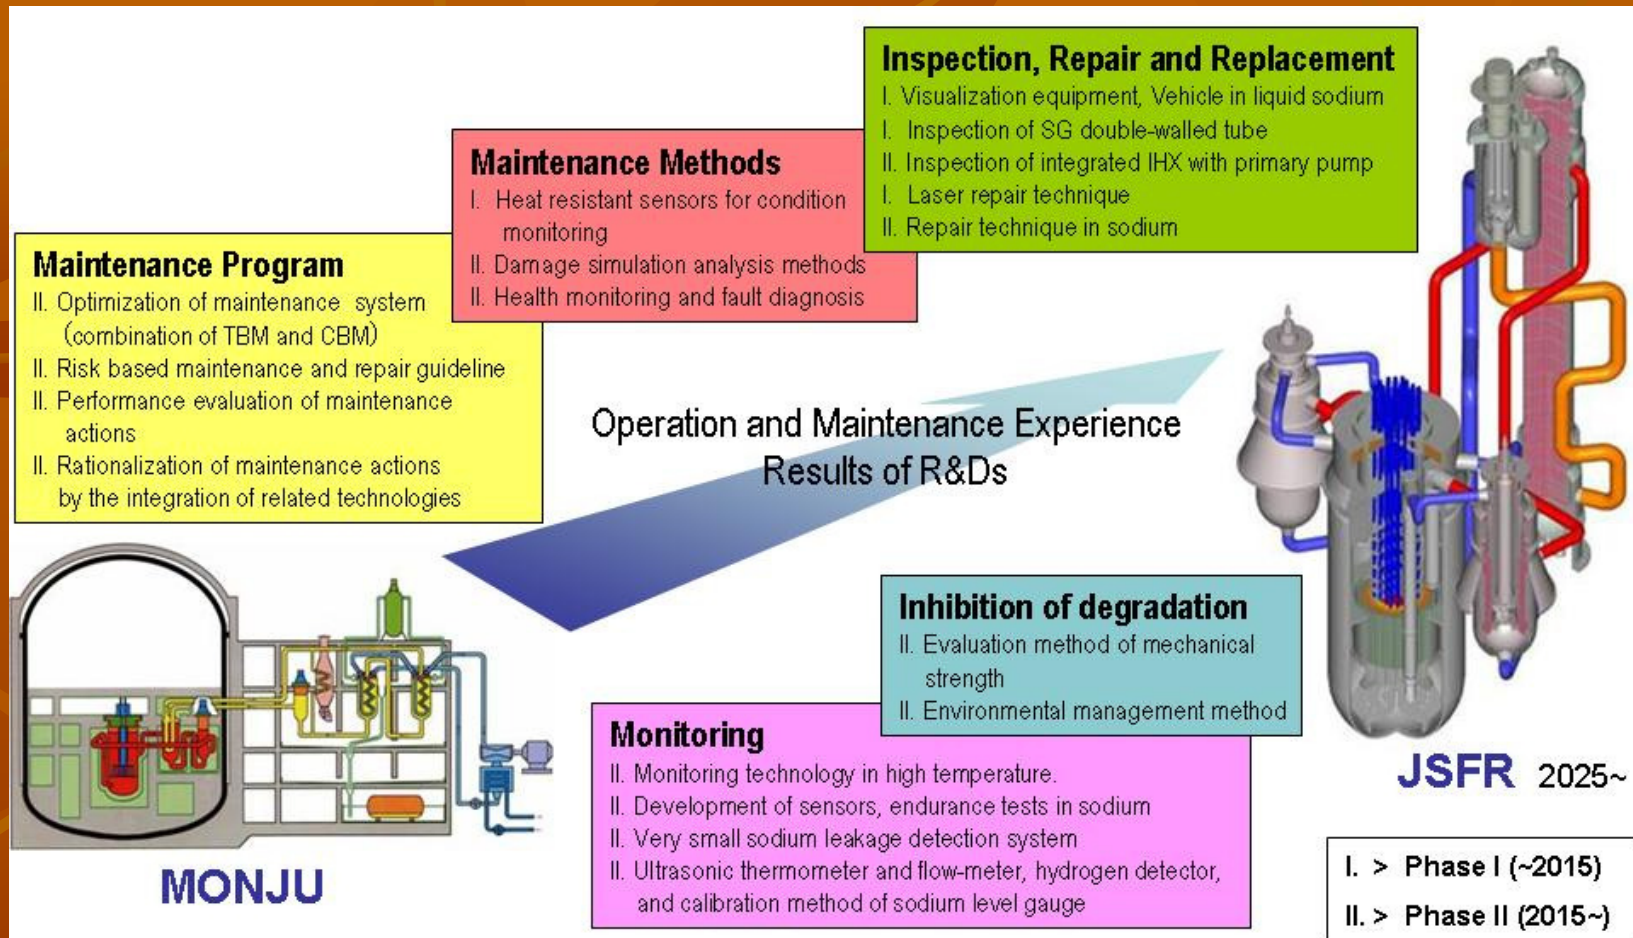 Inspection, Repair and Replacement
I. Visualization equipment, Vehicle in liquid sodium
I. Inspection of SG double-walled tube
II. Inspection of integrated IHX with primary pump
I. Laser repair technique
II. Repair technique in sodium
Maintenance Methods
I. Heat resistant sensors for condition
monitoring
II. Damage simulation analysis methods
II. Health monitoring and fault diagnosis
Maintenance Program
II. Optimization of maintenance system
(combination of TBM and CBM)
II. Risk based maintenance and repair guideline
II. Performance evaluation of maintenance
actions
II. Rationalization of maintenance actions
by the integration of related technologies
Operation and Maintenance Experience
Results of R&Ds
Inhibition of degradation
II. Evaluation method of mechanical
strength
II. Environmental management method
Monitoring
II. Monitoring technology in high temperature.
II. Development of sensors, endurance tests in sodium
II. Very small sodium leakage detection system
II. Ultrasonic thermometer and flow-meter, hydrogen detector,
and calibration method of sodium level gauge
MONJU
JSFR 2025~
I. > Phase I (~2015)
II. > Phase II (2015~)